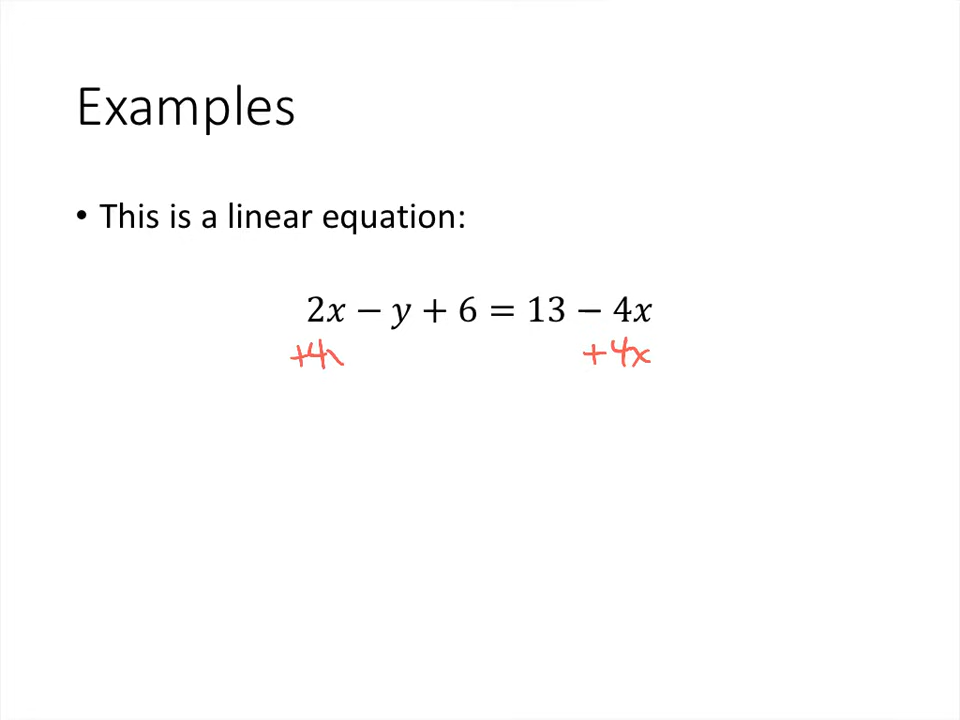 Examples
• This is a linear equation:
2x − y + 6 = 13 − 4x
+4x +4x